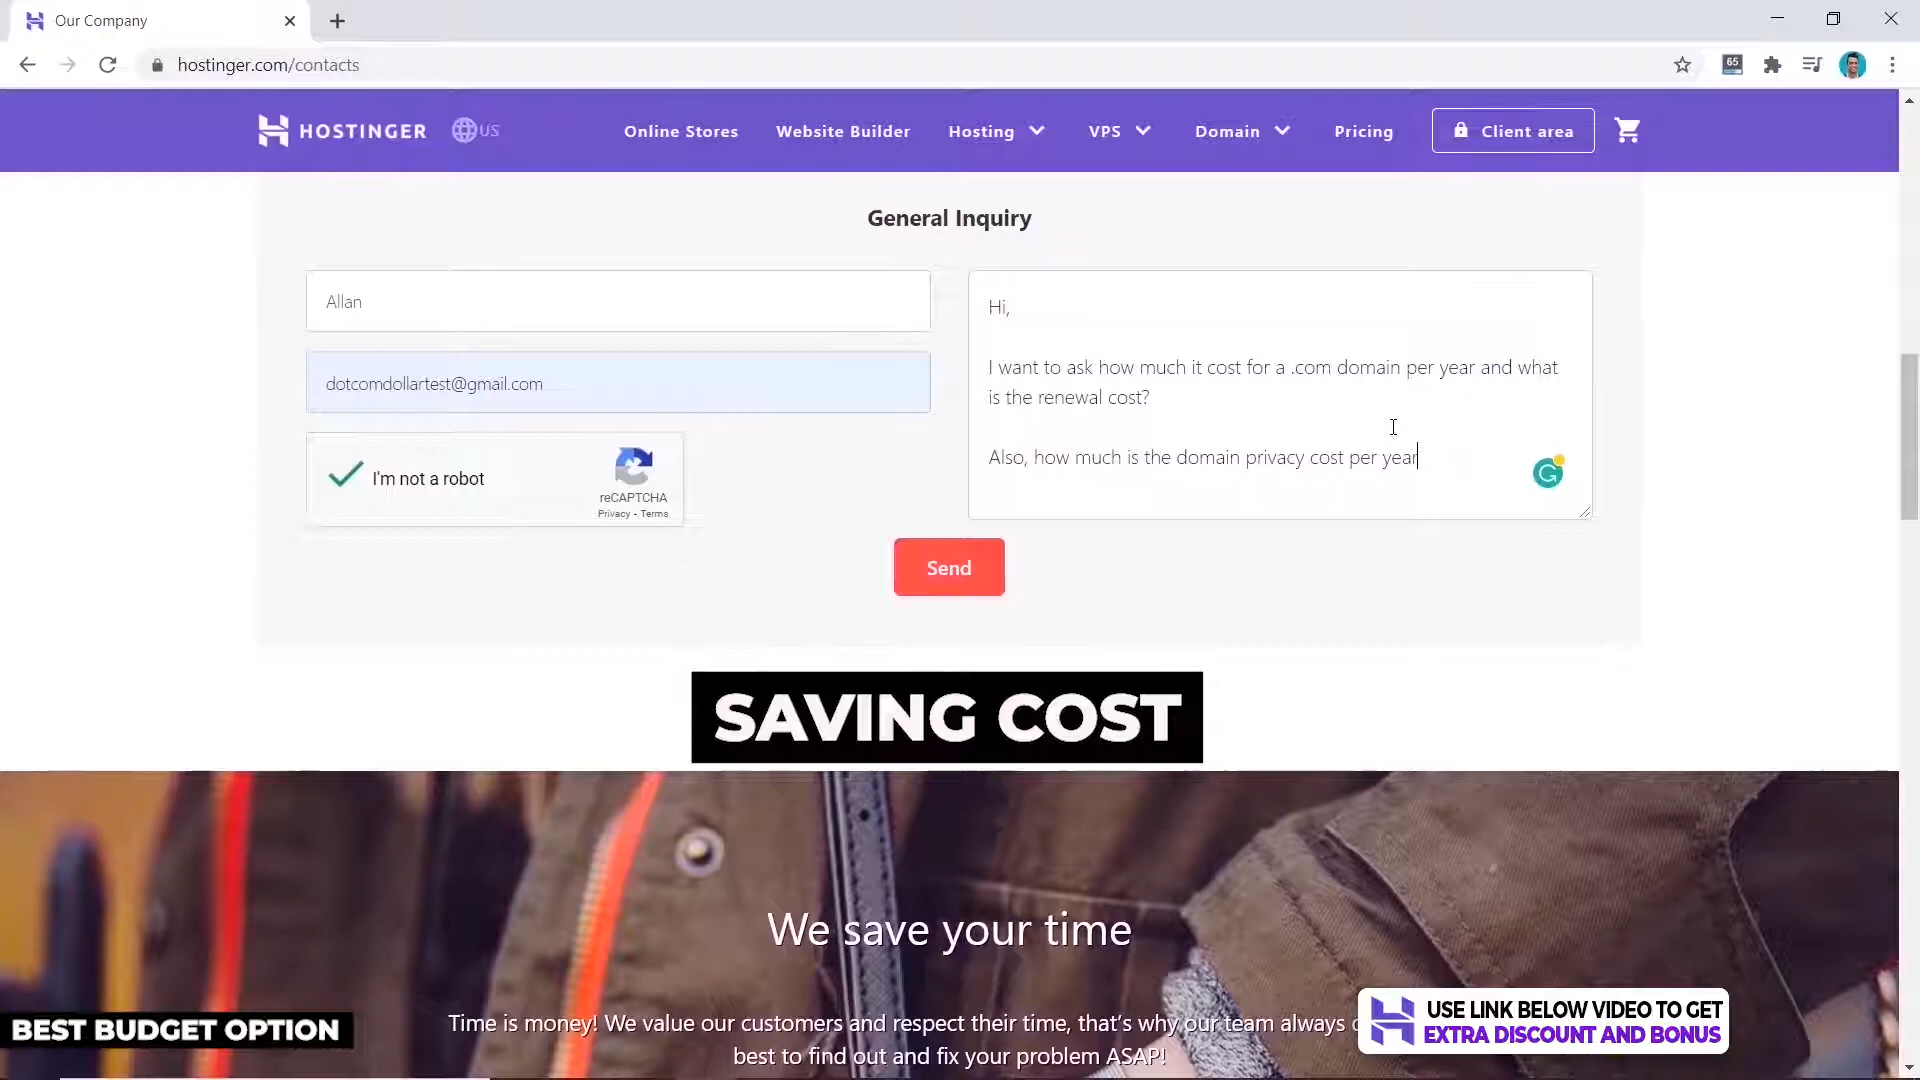 Our Company
hostinger.com/contacts
65
HOSTINGER
US
Online Stores
Website Builder
Hosting
VPS
Domain
Pricing
Client area
General Inquiry
Allan
dotcomdollartest@gmail.com
I'm not a robot
reCAPTCHA
Privacy - Terms
Hi,
I want to ask how much it cost for a .com domain per year and what
is the renewal cost?
Also, how much is the domain privacy cost per year
Send
SAVING COST
We save your time
Time is money! We value our customers and respect their time, that's why our team always
best to find out and fix your problem ASAP!
BEST BUDGET OPTION
USE LINK BELOW VIDEO TO GET
EXTRA DISCOUNT AND BONUS